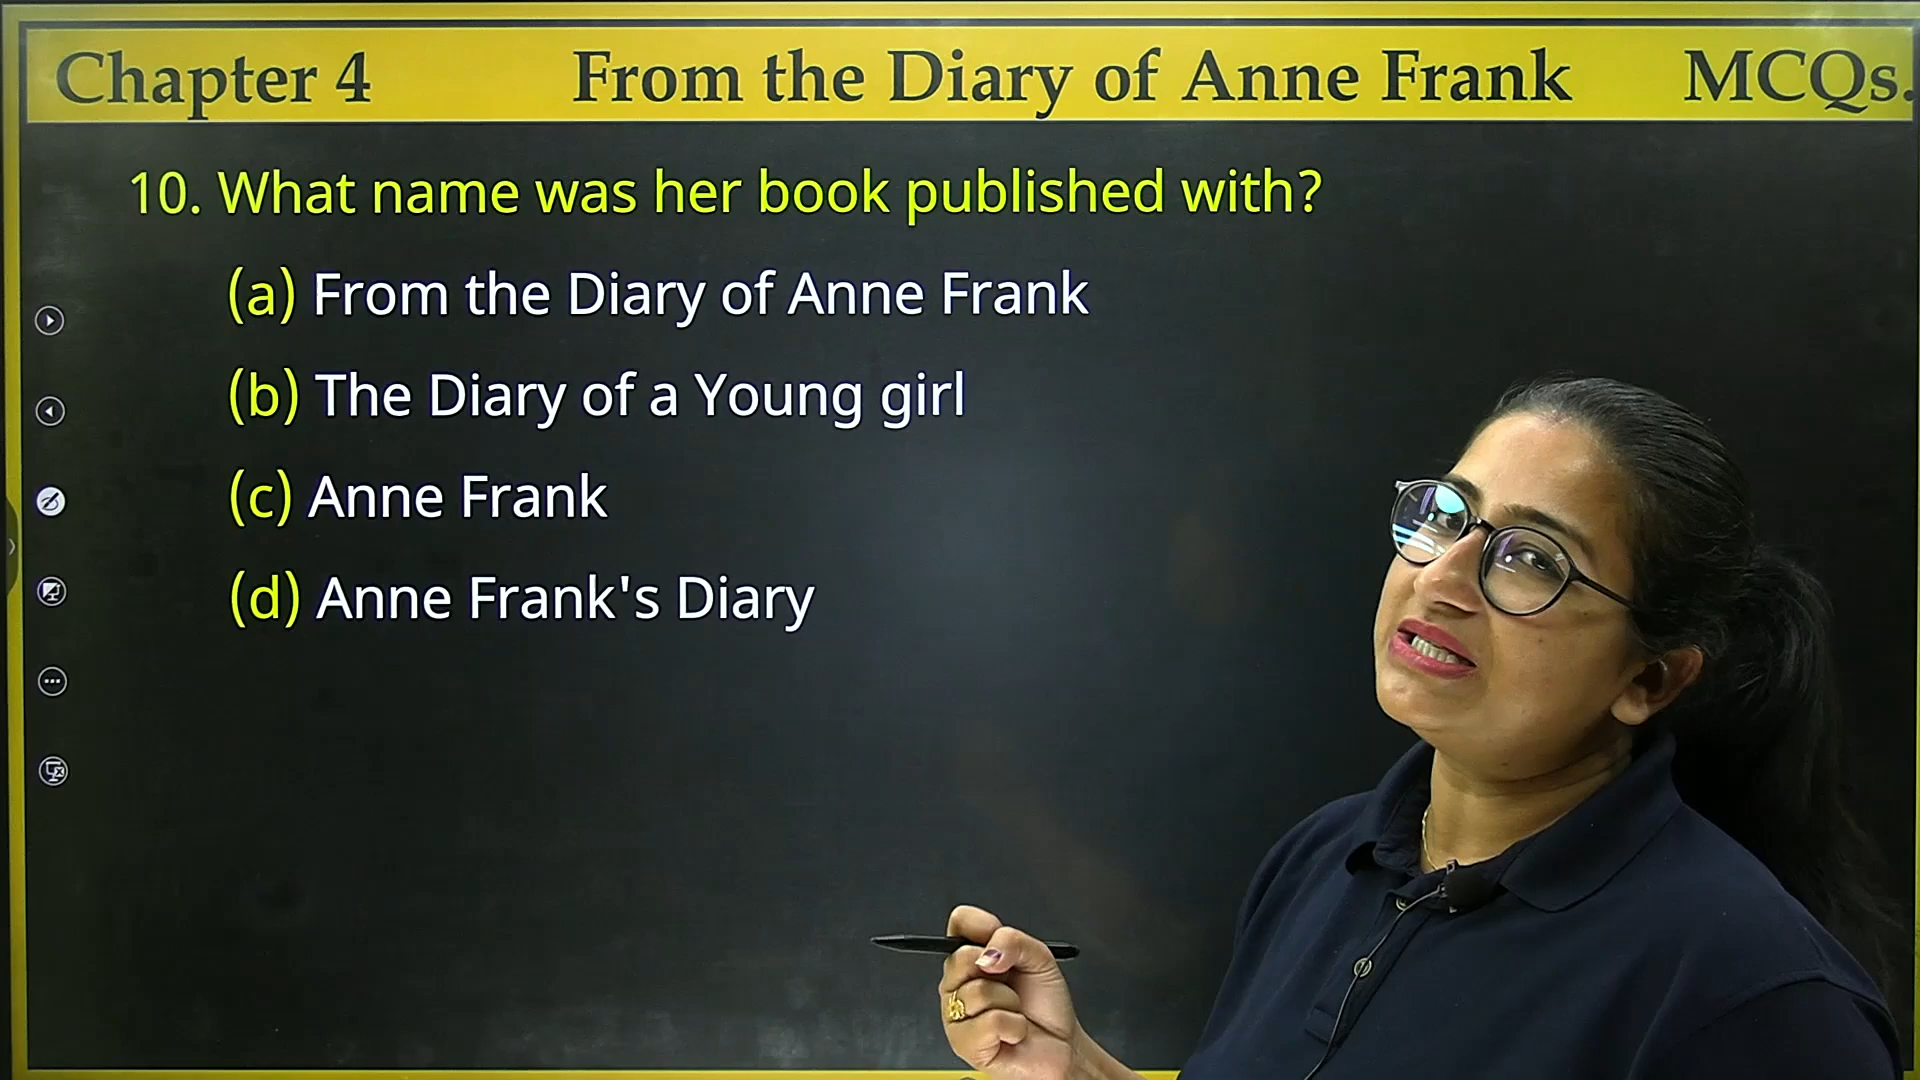 Chapter 4 From the Diary of Anne Frank MCQs.
10. What name was her book published with?
(a) From the Diary of Anne Frank
(b) The Diary of a Young girl
(c) Anne Frank
(d) Anne Frank's Diary